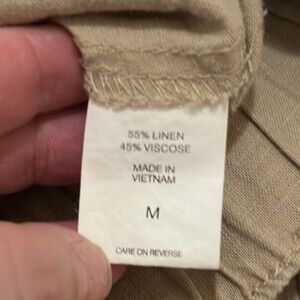 55% LINEN
45% VISCOSE
MADE IN
VIETNAM
M
CARE ON REVERSE